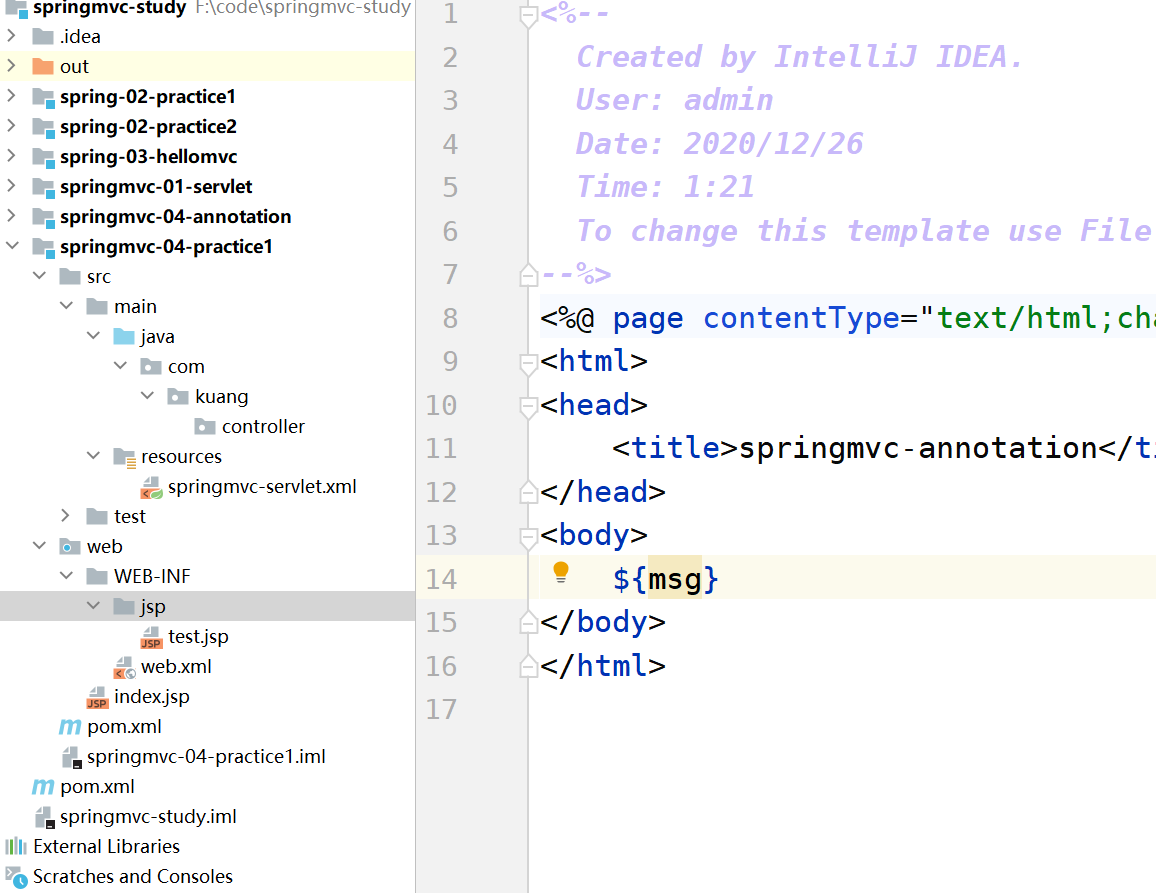 springmvc-study F:\code\springmvc-study
.idea
out
spring-02-practice1
spring-02-practice2
spring-03-hellomvc
springmvc-01-servlet
springmvc-04-annotation
springmvc-04-practice1
src
main
java
com
kuang
controller
resources
springmvc-servlet.xml
test
web
WEB-INF
jsp
test.jsp
web.xml
index.jsp
pom.xml
springmvc-04-practice1.iml
pom.xml
springmvc-study.iml
External Libraries
Scratches and Consoles
1 <%--
2 Created by IntelliJ IDEA.
3 User: admin
4 Date: 2020/12/26
5 Time: 1:21
6 To change this template use File
7 --%>
8 <%@ page contentType="text/html;cha
9 <html>
10 <head>
11 <title>springmvc-annotation</ti
12 </head>
13 <body>
14 ${msg}
15 </body>
16 </html>
17